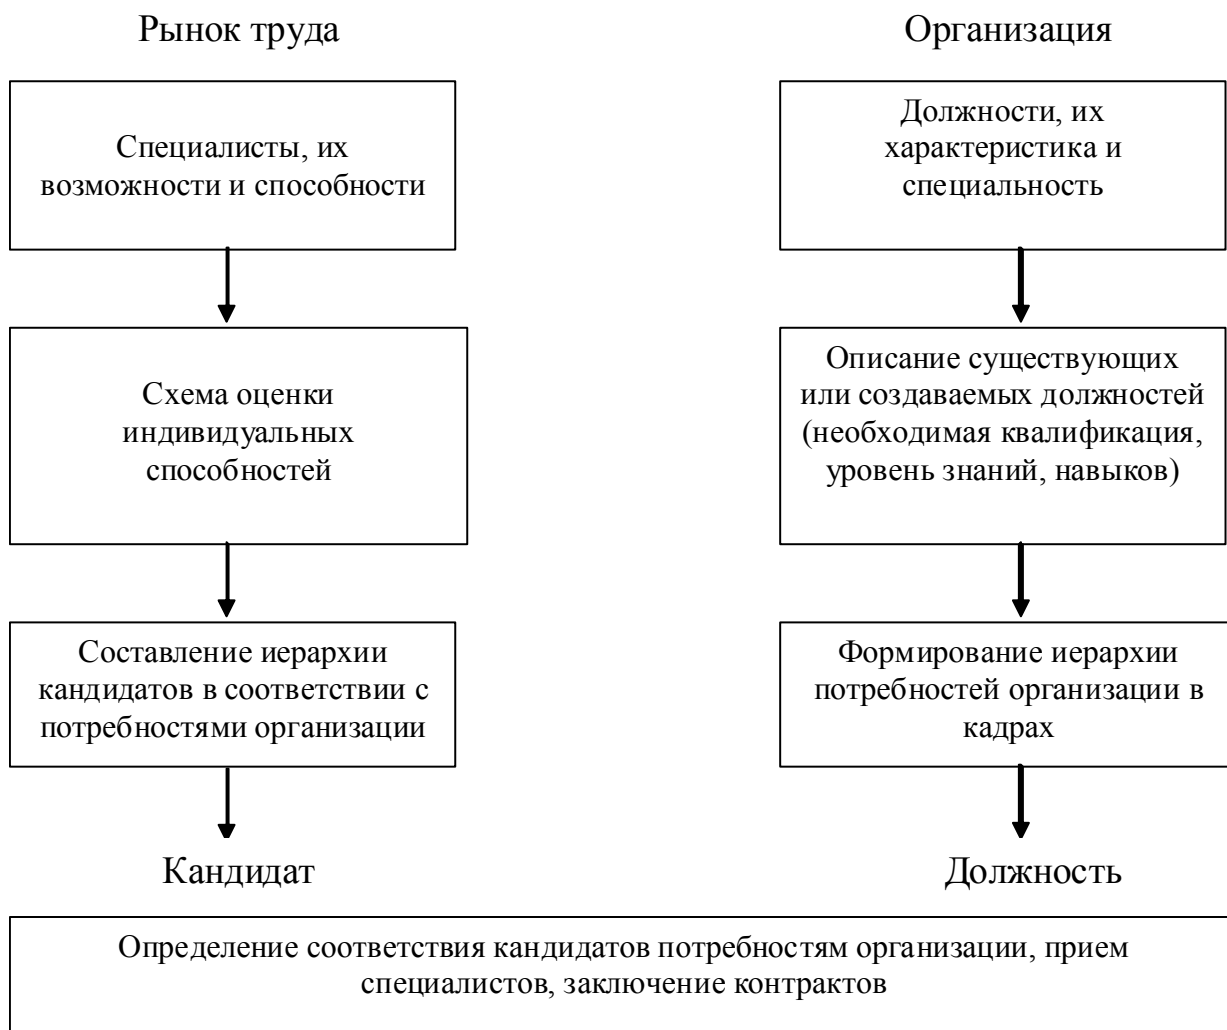 Рынок труда
Организация
Специалисты, их
возможности и способности
Должности, их
характеристика и
специальность
Схема оценки
индивидуальных
способностей
Описание существующих
или создаваемых должностей
(необходимая квалификация,
уровень знаний, навыков)
Составление иерархии
кандидатов в соответствии с
потребностями организации
Формирование иерархии
потребностей организации в
кадрах
Кандидат
Должность
Определение соответствия кандидатов потребностям организации, прием
специалистов, заключение контрактов